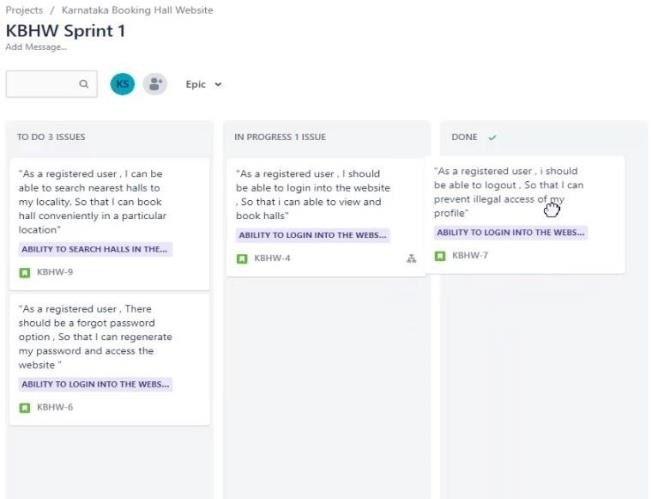 Projects / Karnataka Booking Hall Website
KBHW Sprint 1
Add Message...
KS
Epic
TO DO 3 ISSUES
"As a registered user , I can be
able to search nearest halls to
my locality, So that I can book
hall conveniently in a particular
location"
ABILITY TO SEARCH HALLS IN THE...
KBHW-9
"As a registered user , There
should be a forgot password
option , So that I can regenerate
my password and access the
website "
ABILITY TO LOGIN INTO THE WEBS...
KBHW-6
IN PROGRESS 1 ISSUE
"As a registered user , I should
be able to login into the website
, So that i can able to view and
book halls"
ABILITY TO LOGIN INTO THE WEBS...
KBHW-4
DONE
"As a registered user , i should
be able to logout , So that I can
prevent illegal access of my
profile"
ABILITY TO LOGIN INTO THE WEBS...
KBHW-7